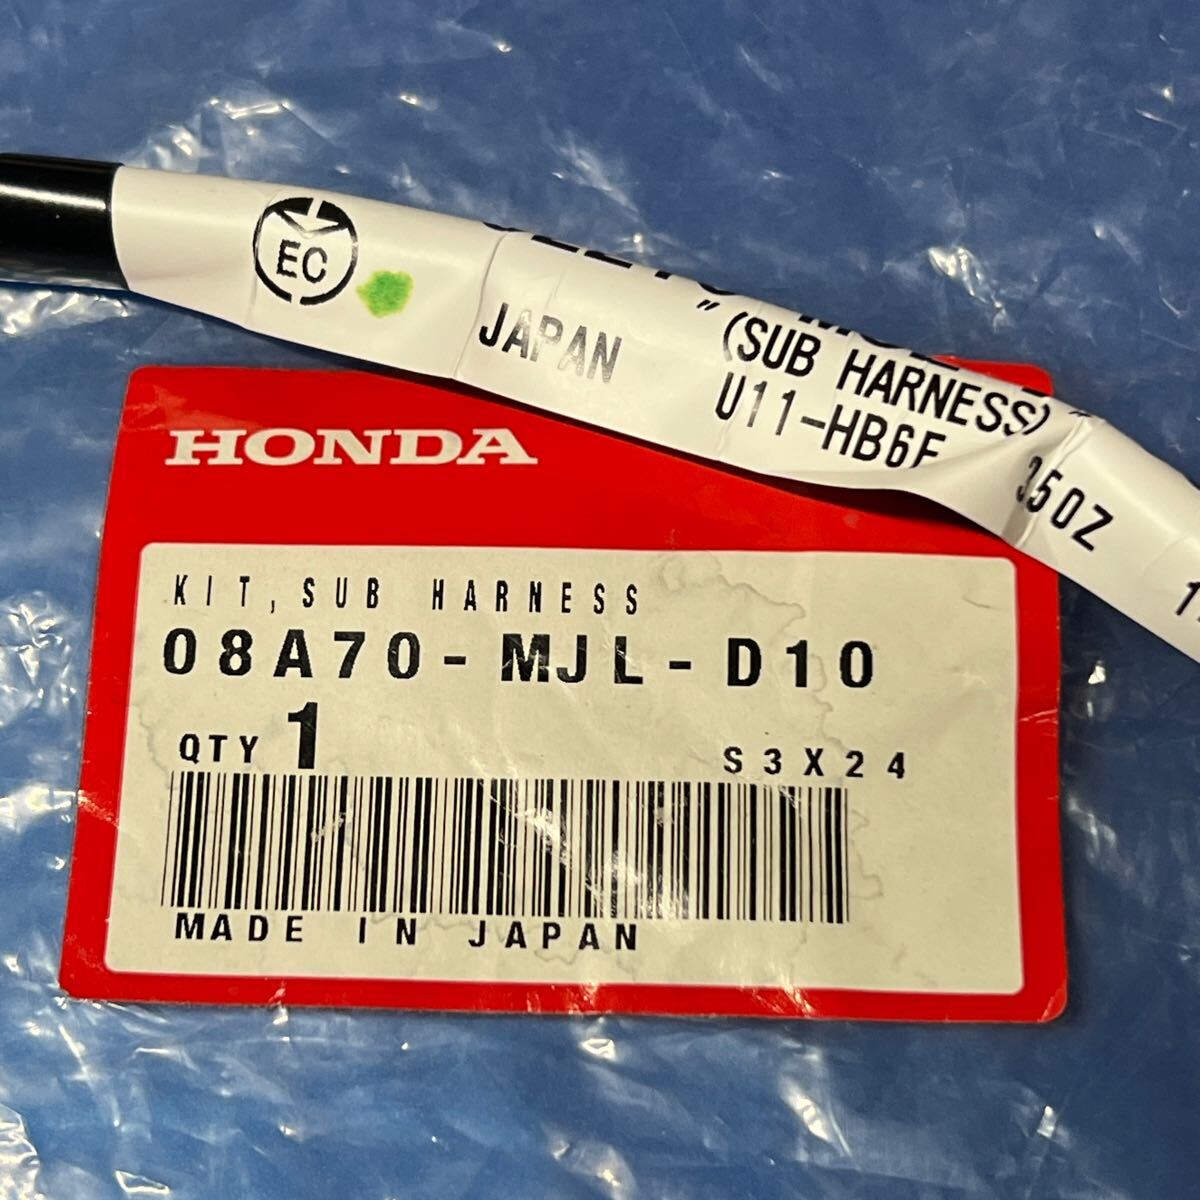 EC
JAPAN
"(SUB HARNESS)"
U11-HB6F
350Z
HONDA
KIT, SUB HARNESS
08A70-MJL-D10
QTY 1
S3X24
MADE IN JAPAN